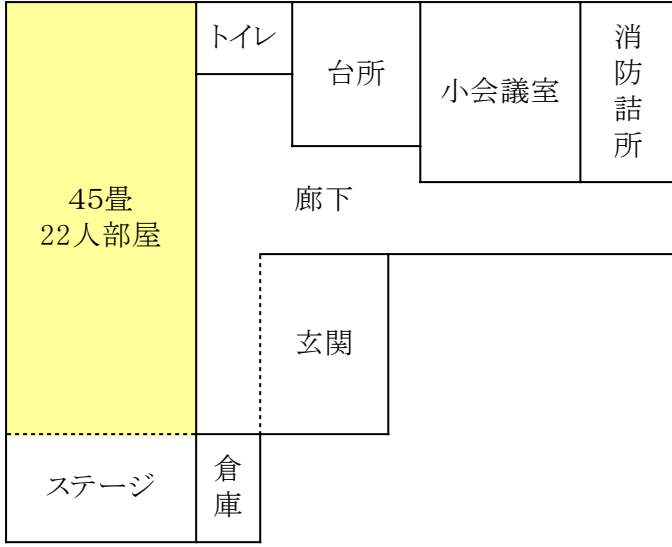 トイレ
台所
小会議室
消防詰所
45畳
22人部屋
廊下
玄関
ステージ
倉庫